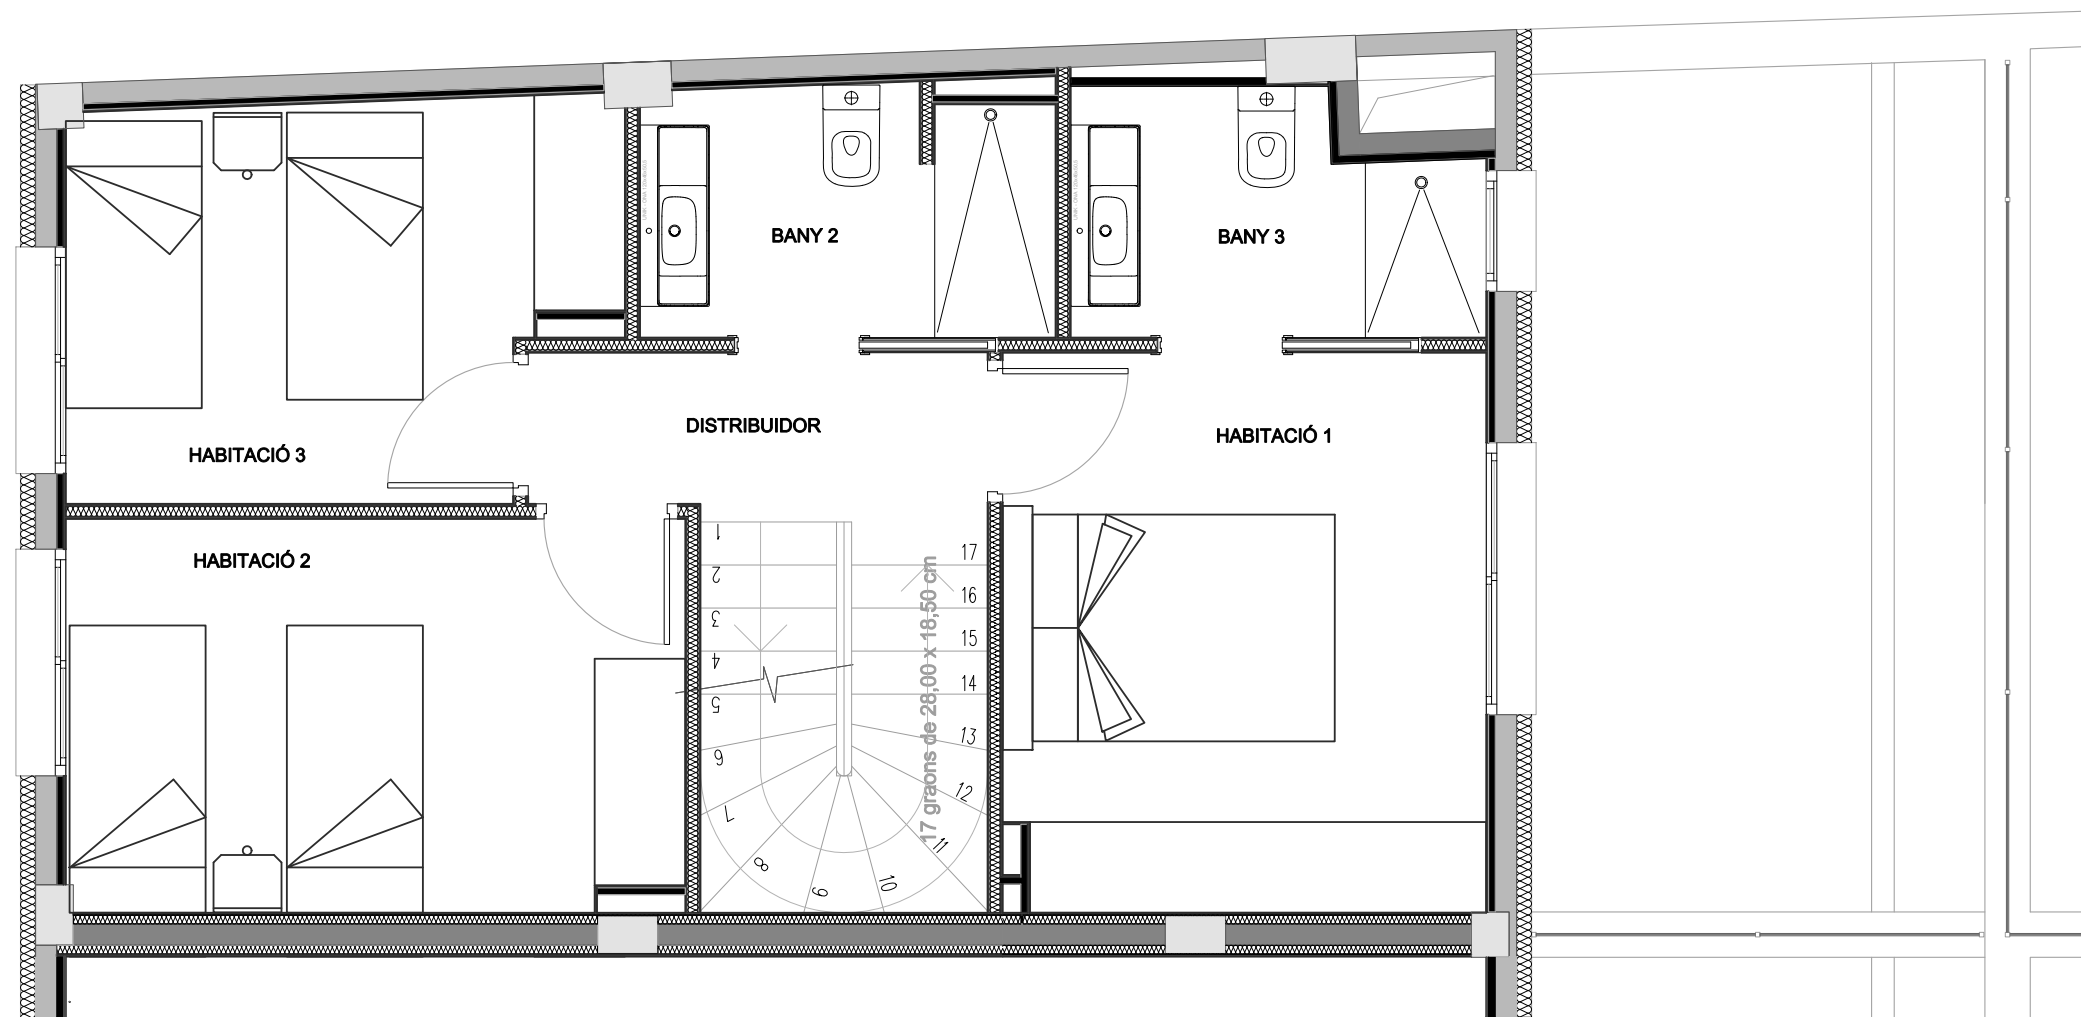 BANY 2
BANY 3
DISTRIBUIDOR
HABITACIÓ 1
HABITACIÓ 3
HABITACIÓ 2
1
2
3
4
5
6
7
8
9
10
11
12
13
14
15
16
17
17 graons de 28,00 x 18,50 cm